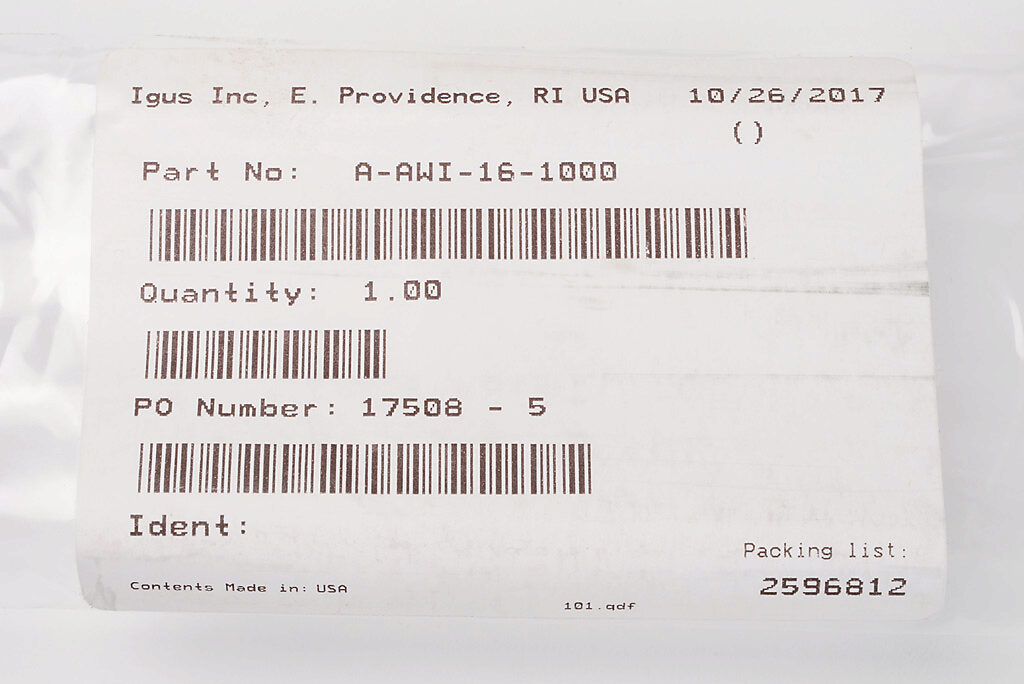 Igus Inc, E. Providence, RI USA 10/26/2017
()
Part No: A-AWI-16-1000
Quantity: 1.00
PO Number: 17508 - 5
Ident:
Packing list:
Contents Made in: USA 2596812
101.qdf